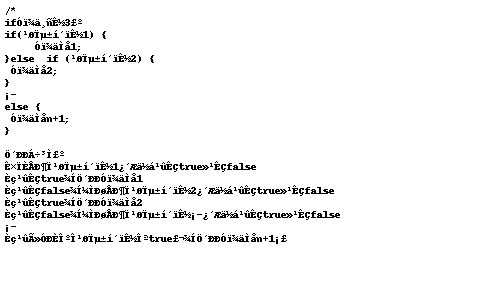 /*
ifÓï¾ä¸ñÊ½3£º
if(¹ØÏµ±í´ïÊ½1) {
Óï¾äÌå1;
}else if (¹ØÏµ±í´ïÊ½2) {
Óï¾äÌå2;
}
¡-
else {
Óï¾äÌån+1;
}
Ö´ÐÐÁ÷³Ì£º
Ê×ÏÈÅÐ¶Ï¹ØÏµ±í´ïÊ½1¿´Æä½á¹ûÊÇtrue»¹ÊÇfalse
Èç¹ûÊÇtrue¾ÍÖ´ÐÐÓï¾äÌå1
Èç¹ûÊÇfalse¾Í¼ÌÐøÅÐ¶Ï¹ØÏµ±í´ïÊ½2¿´Æä½á¹ûÊÇtrue»¹ÊÇfalse
Èç¹ûÊÇtrue¾ÍÖ´ÐÐÓï¾äÌå2
Èç¹ûÊÇfalse¾Í¼ÌÐøÅÐ¶Ï¹ØÏµ±í´ïÊ½¡-¿´Æä½á¹ûÊÇtrue»¹ÊÇfalse
¡-
Èç¹ûÃ»ÓÐÈÎºÎ¹ØÏµ±í´ïÊ½Îªtrue£¬¾ÍÖ´ÐÐÓï¾äÌån+1¡£